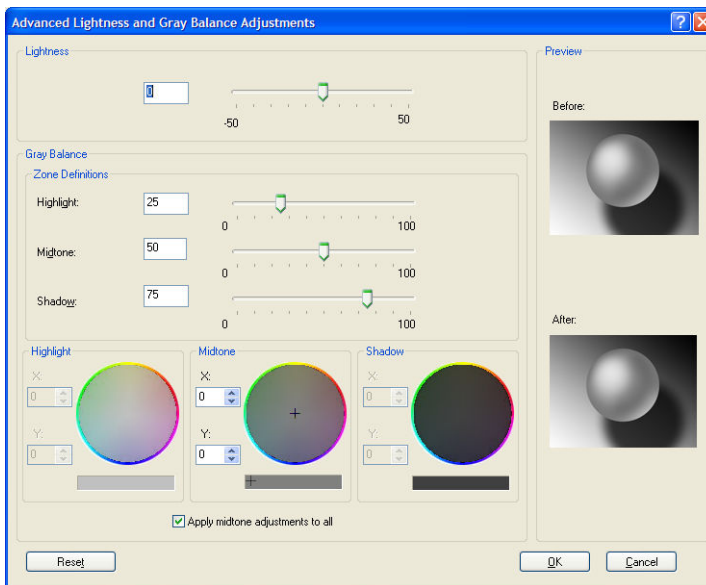 Advanced Lightness and Gray Balance Adjustments
Lightness
0
-50 50
Gray Balance
Zone Definitions
Highlight: 25
0 100
Midtone: 50
0 100
Shadow: 75
0 100
Highlight
X:
0
Y:
0
Midtone
X:
0
Y:
0
Shadow
X:
0
Y:
0
Apply midtone adjustments to all
Preview
Before:
After:
Reset OK Cancel